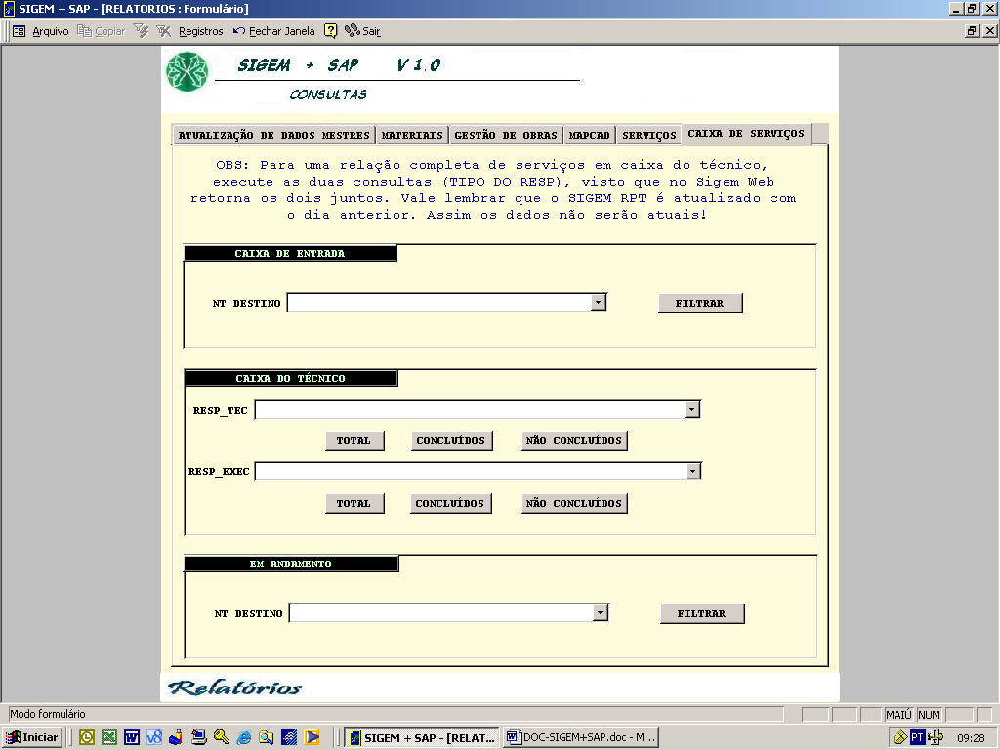 SIGEM + SAP - [RELATORIOS : Formulário]
Arquivo Copiar Registros Fechar Janela Sair
SIGEM + SAP V 1.0
CONSULTAS
ATUALIZAÇÃO DE DADOS MESTRES MATERIAIS GESTÃO DE OBRAS MAPCAD SERVIÇOS CAIXA DE SERVIÇOS
OBS: Para uma relação completa de serviços em caixa do técnico,
execute as duas consultas (TIPO DO RESP), visto que no Sigem Web
retorna os dois juntos. Vale lembrar que o SIGEM RPT é atualizado com
o dia anterior. Assim os dados não serão atuais!
CAIXA DE ENTRADA
NT DESTINO FILTRAR
CAIXA DO TÉCNICO
RESP_TEC
TOTAL CONCLUÍDOS NÃO CONCLUÍDOS
RESP_EXEC
TOTAL CONCLUÍDOS NÃO CONCLUÍDOS
EM ANDAMENTO
NT DESTINO FILTRAR
Relatórios
Modo formulário MAIÚ NUM
Iniciar SIGEM + SAP - [RELAT... DOC-SIGEM+SAP.doc - M... PT 09:28